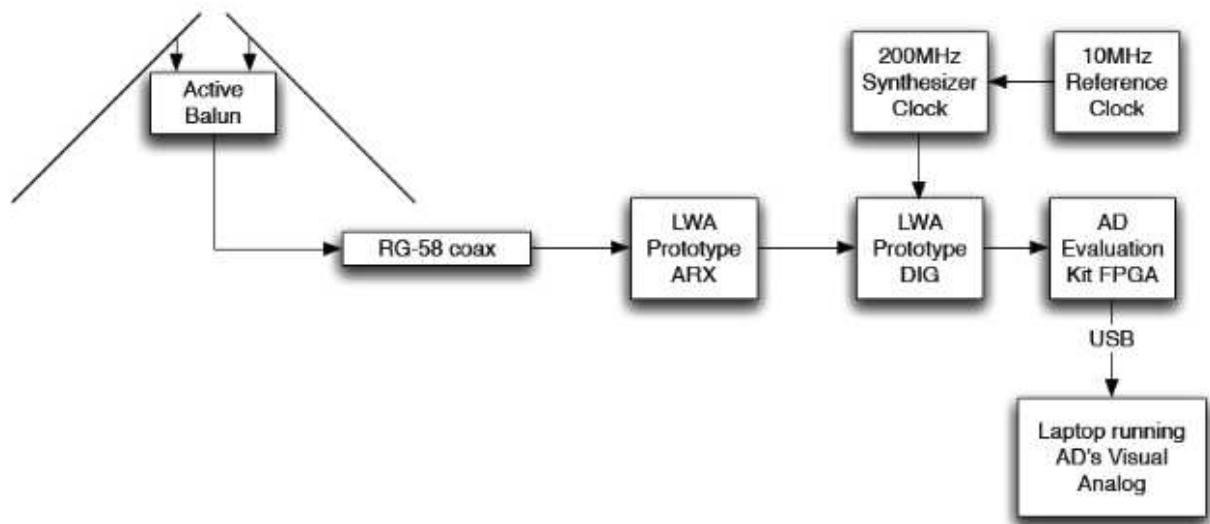 Active
Balun
200MHz
Synthesizer
Clock
10MHz
Reference
Clock
RG-58 coax
LWA
Prototype
ARX
LWA
Prototype
DIG
AD
Evaluation
Kit FPGA
USB
Laptop running
AD's Visual
Analog